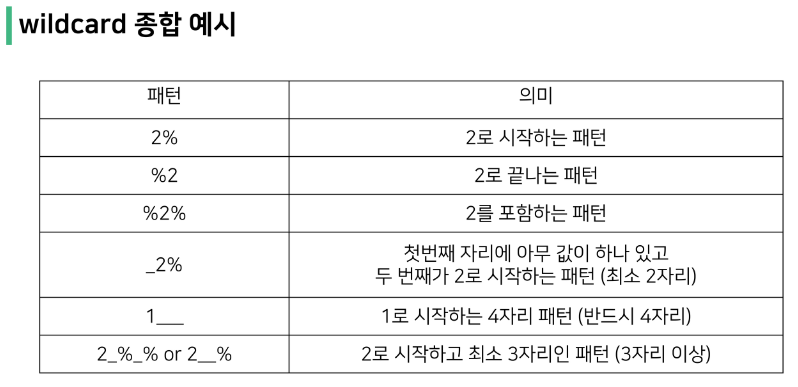 wildcard 종합 예시
패턴 의미
2% 2로 시작하는 패턴
%2 2로 끝나는 패턴
%2% 2를 포함하는 패턴
_2% 첫번째 자리에 아무 값이 하나 있고
두 번째가 2로 시작하는 패턴 (최소 2자리)
1___ 1로 시작하는 4자리 패턴 (반드시 4자리)
2_%_% or 2__% 2로 시작하고 최소 3자리인 패턴 (3자리 이상)